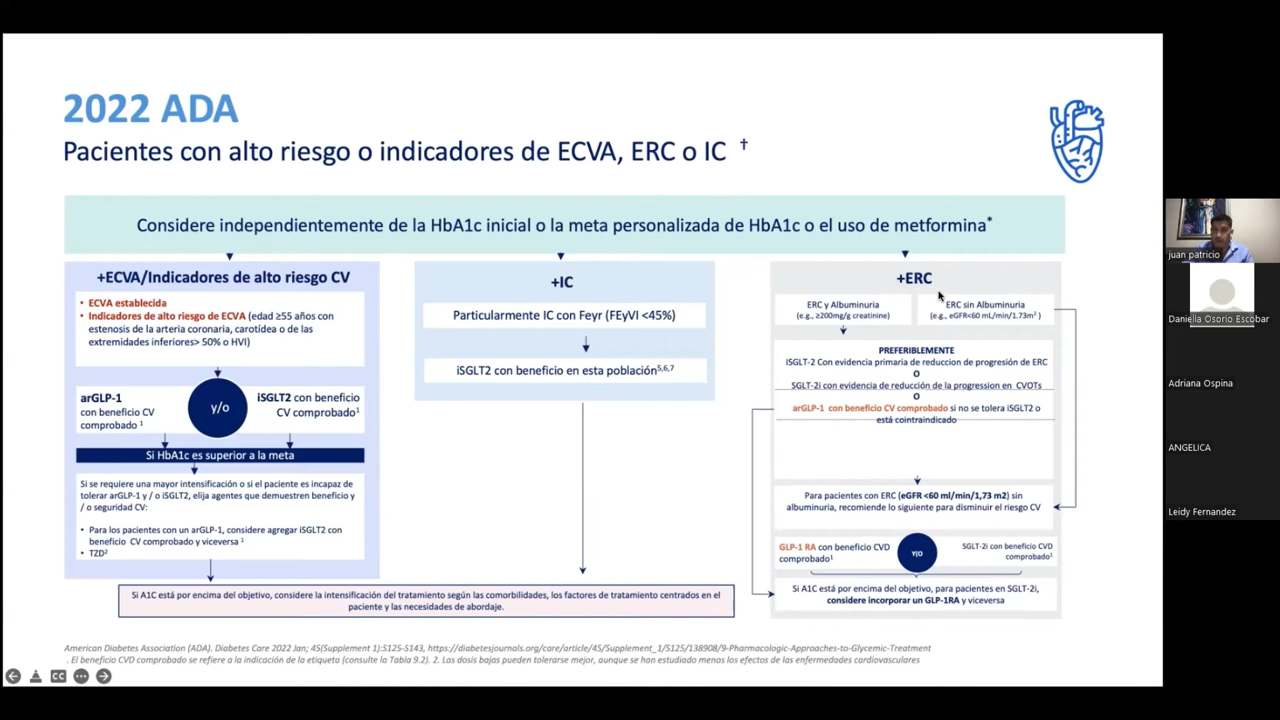 2022 ADA
Pacientes con alto riesgo o indicadores de ECVA, ERC o IC †
Considere independientemente de la HbA1c inicial o la meta personalizada de HbA1c o el uso de metformina*
+ECVA/Indicadores de alto riesgo CV
• ECVA establecida
• Indicadores de alto riesgo de ECVA (edad ≥55 años con
estenosis de la arteria coronaria, carotídea o de las
extremidades inferiores> 50% o HVI)
arGLP-1
con beneficio CV
comprobado 1
y/o
iSGLT2 con beneficio
CV comprobado1
Si HbA1c es superior a la meta
Si se requiere una mayor intensificación o si el paciente es incapaz de
tolerar arGLP-1 y / o iSGLT2, elija agentes que demuestren beneficio y
/ o seguridad CV:
• Para los pacientes con un arGLP-1, considere agregar iSGLT2 con
beneficio CV comprobado y viceversa 1
• TZD2
+IC
Particularmente IC con Feyr (FEyVI <45%)
iSGLT2 con beneficio en esta población5,6,7
Si A1C está por encima del objetivo, considere la intensificación del tratamiento según las comorbilidades, los factores de tratamiento centrados en el
paciente y las necesidades de abordaje.
+ERC
ERC y Albuminuria
(e.g., ≥200mg/g creatinine)
ERC sin Albuminuria
(e.g., eGFR<60 mL/min/1.73m2 )
PREFERIBLEMENTE
iSGLT-2 Con evidencia primaria de reduccion de progresión de ERC
O
SGLT-2i con evidencia de reducción de la progression en CVOTs
O
arGLP-1 con beneficio CV comprobado si no se tolera iSGLT2 o
está cointraindicado
Para pacientes con ERC (eGFR <60 ml/min/1,73 m2) sin
albuminuria, recomiende lo siguiente para disminuir el riesgo CV
GLP-1 RA con beneficio CVD
comprobado1
Y/O
SGLT-2i con beneficio CVD
comprobado1
Si A1C está por encima del objetivo, para pacientes en SGLT-2i,
considere incorporar un GLP-1RA y viceversa
American Diabetes Association (ADA). Diabetes Care 2022 Jan; 45(Supplement 1):S125-S143, https://diabetesjournals.org/care/article/45/Supplement_1/S125/138908/9-Pharmacologic-Approaches-to-Glycemic-Treatment
. El beneficio CVD comprobado se refiere a la indicación de la etiqueta (consulte la Tabla 9.2). 2. Las dosis bajas pueden tolerarse mejor, aunque se han estudiado menos los efectos de las enfermedades cardiovasculares
CC
juan patricio
Daniella Osorio Escobar
Adriana Ospina
ANGELICA
Leidy Fernandez